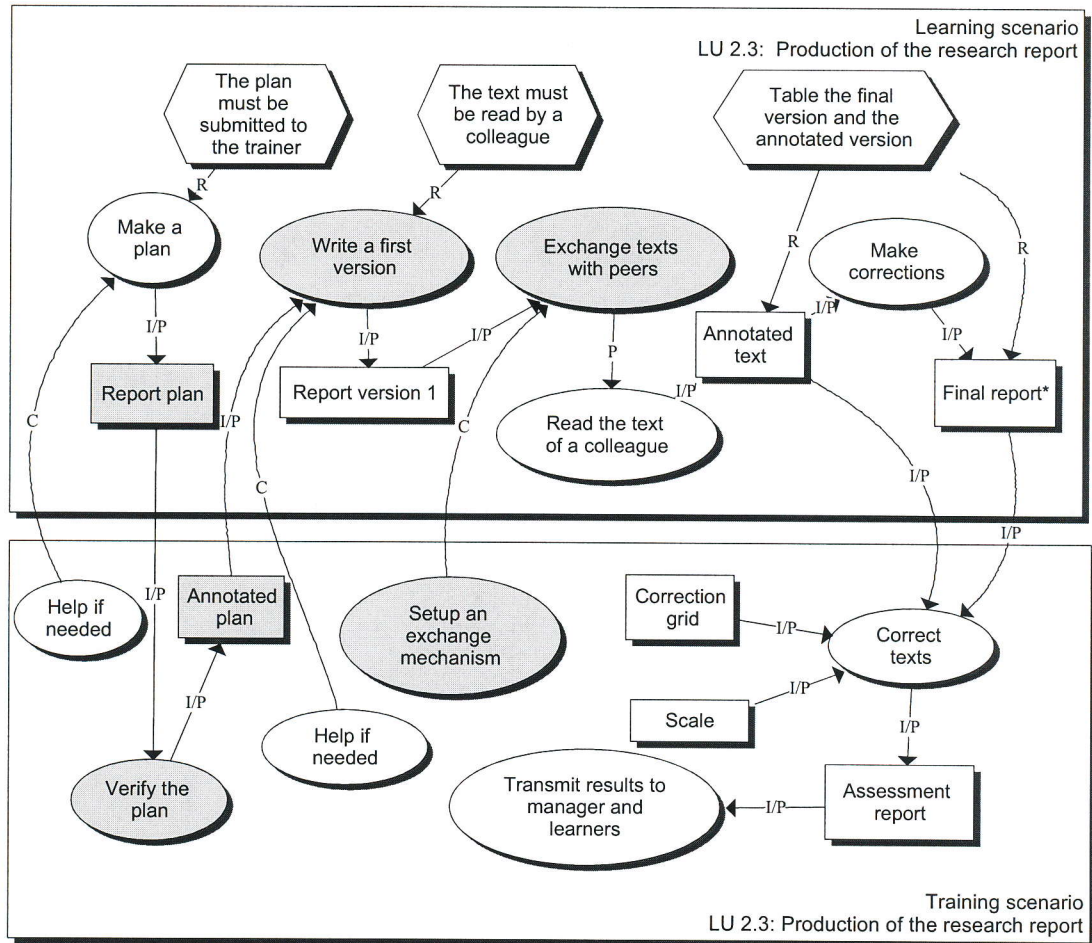 Learning scenario
LU 2.3: Production of the research report
The plan
must be
submitted to
the trainer
The text must
be read by a
colleague
Table the final
version and the
annotated version
R
R
Make a
plan
Write a first
version
Exchange texts
with peers
R
Make
corrections
R
I/P
I/P
I/P
P
Annotated
text
I/P
I/P
Report plan
Report version 1
I/P
Final report*
C
I/P
C
Read the text
of a colleague
C
I/P
I/P
Help if
needed
I/P
Annotated
plan
Setup an
exchange
mechanism
Correction
grid
I/P
Correct
texts
I/P
Scale
I/P
I/P
Help if
needed
Verify the
plan
Transmit results to
manager and
learners
I/P
Assessment
report
Training scenario
LU 2.3: Production of the research report